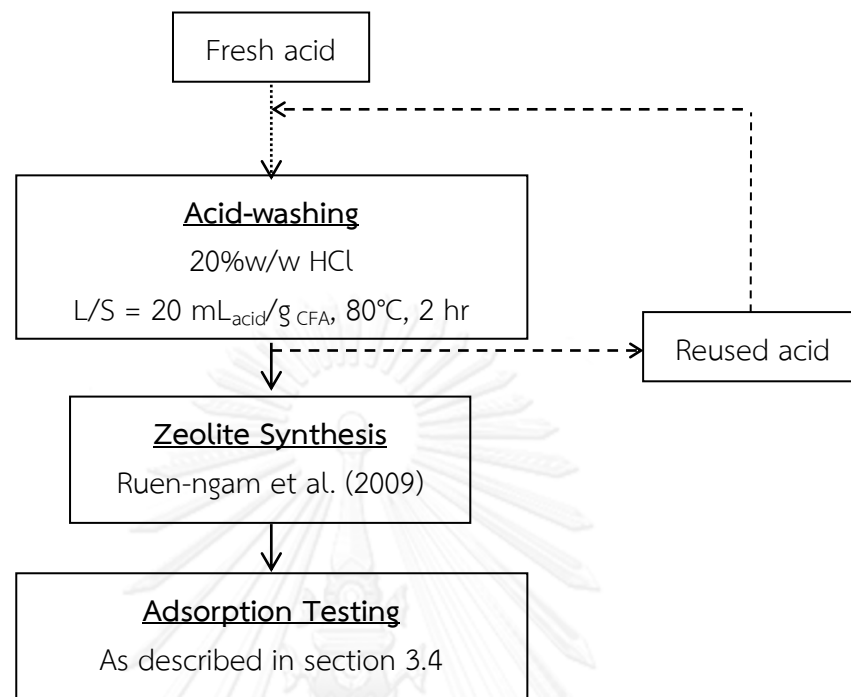 Fresh acid
Acid-washing
20%w/w HCl
L/S = 20 mLacid/g CFA, 80°C, 2 hr
Reused acid
Zeolite Synthesis
Ruen-ngam et al. (2009)
Adsorption Testing
As described in section 3.4